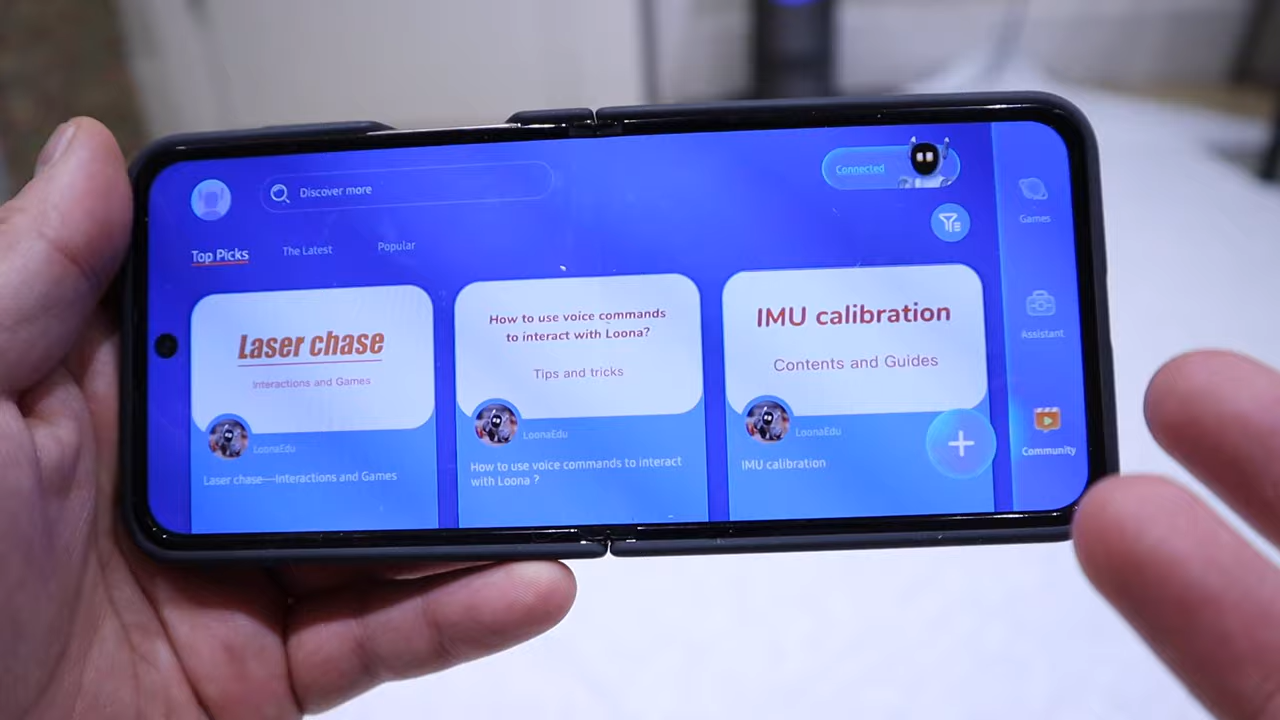 Discover more
Connected
Top Picks
The Latest
Popular
Laser chase
Interactions and Games
LoonaEdu
Laser chase—Interactions and Games
How to use voice commands
to interact with Loona?
Tips and tricks
LoonaEdu
How to use voice commands to interact
with Loona ?
IMU calibration
Contents and Guides
LoonaEdu
IMU calibration
Games
Assistant
Community